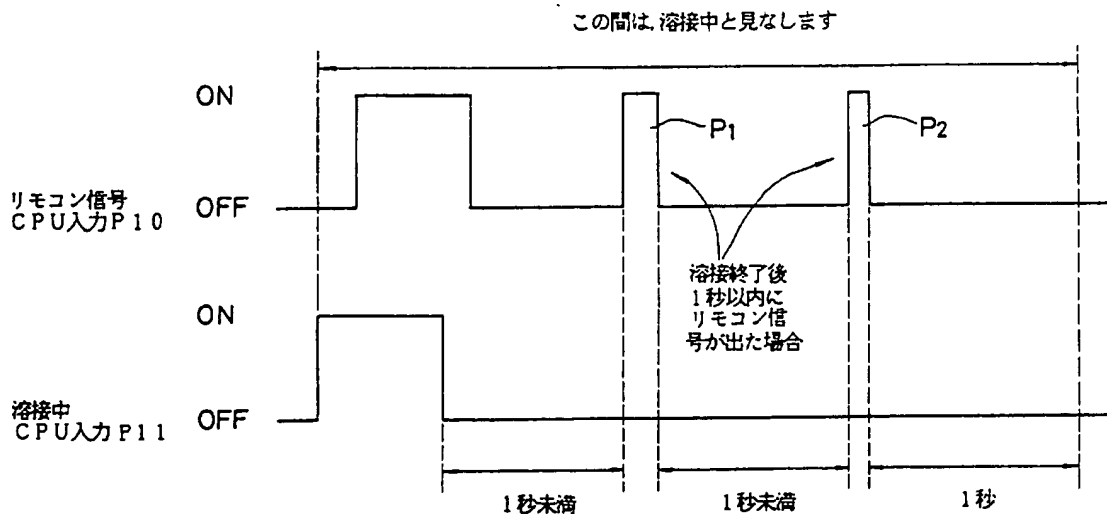 この間は、溶接中と見なします
ON
P1
P2
リモコン信号
CPU入力P10
OFF
溶接終了後
1秒以内に
リモコン信
号が出た場合
ON
溶接中
CPU入力P11
OFF
1秒未満
1秒未満
1秒